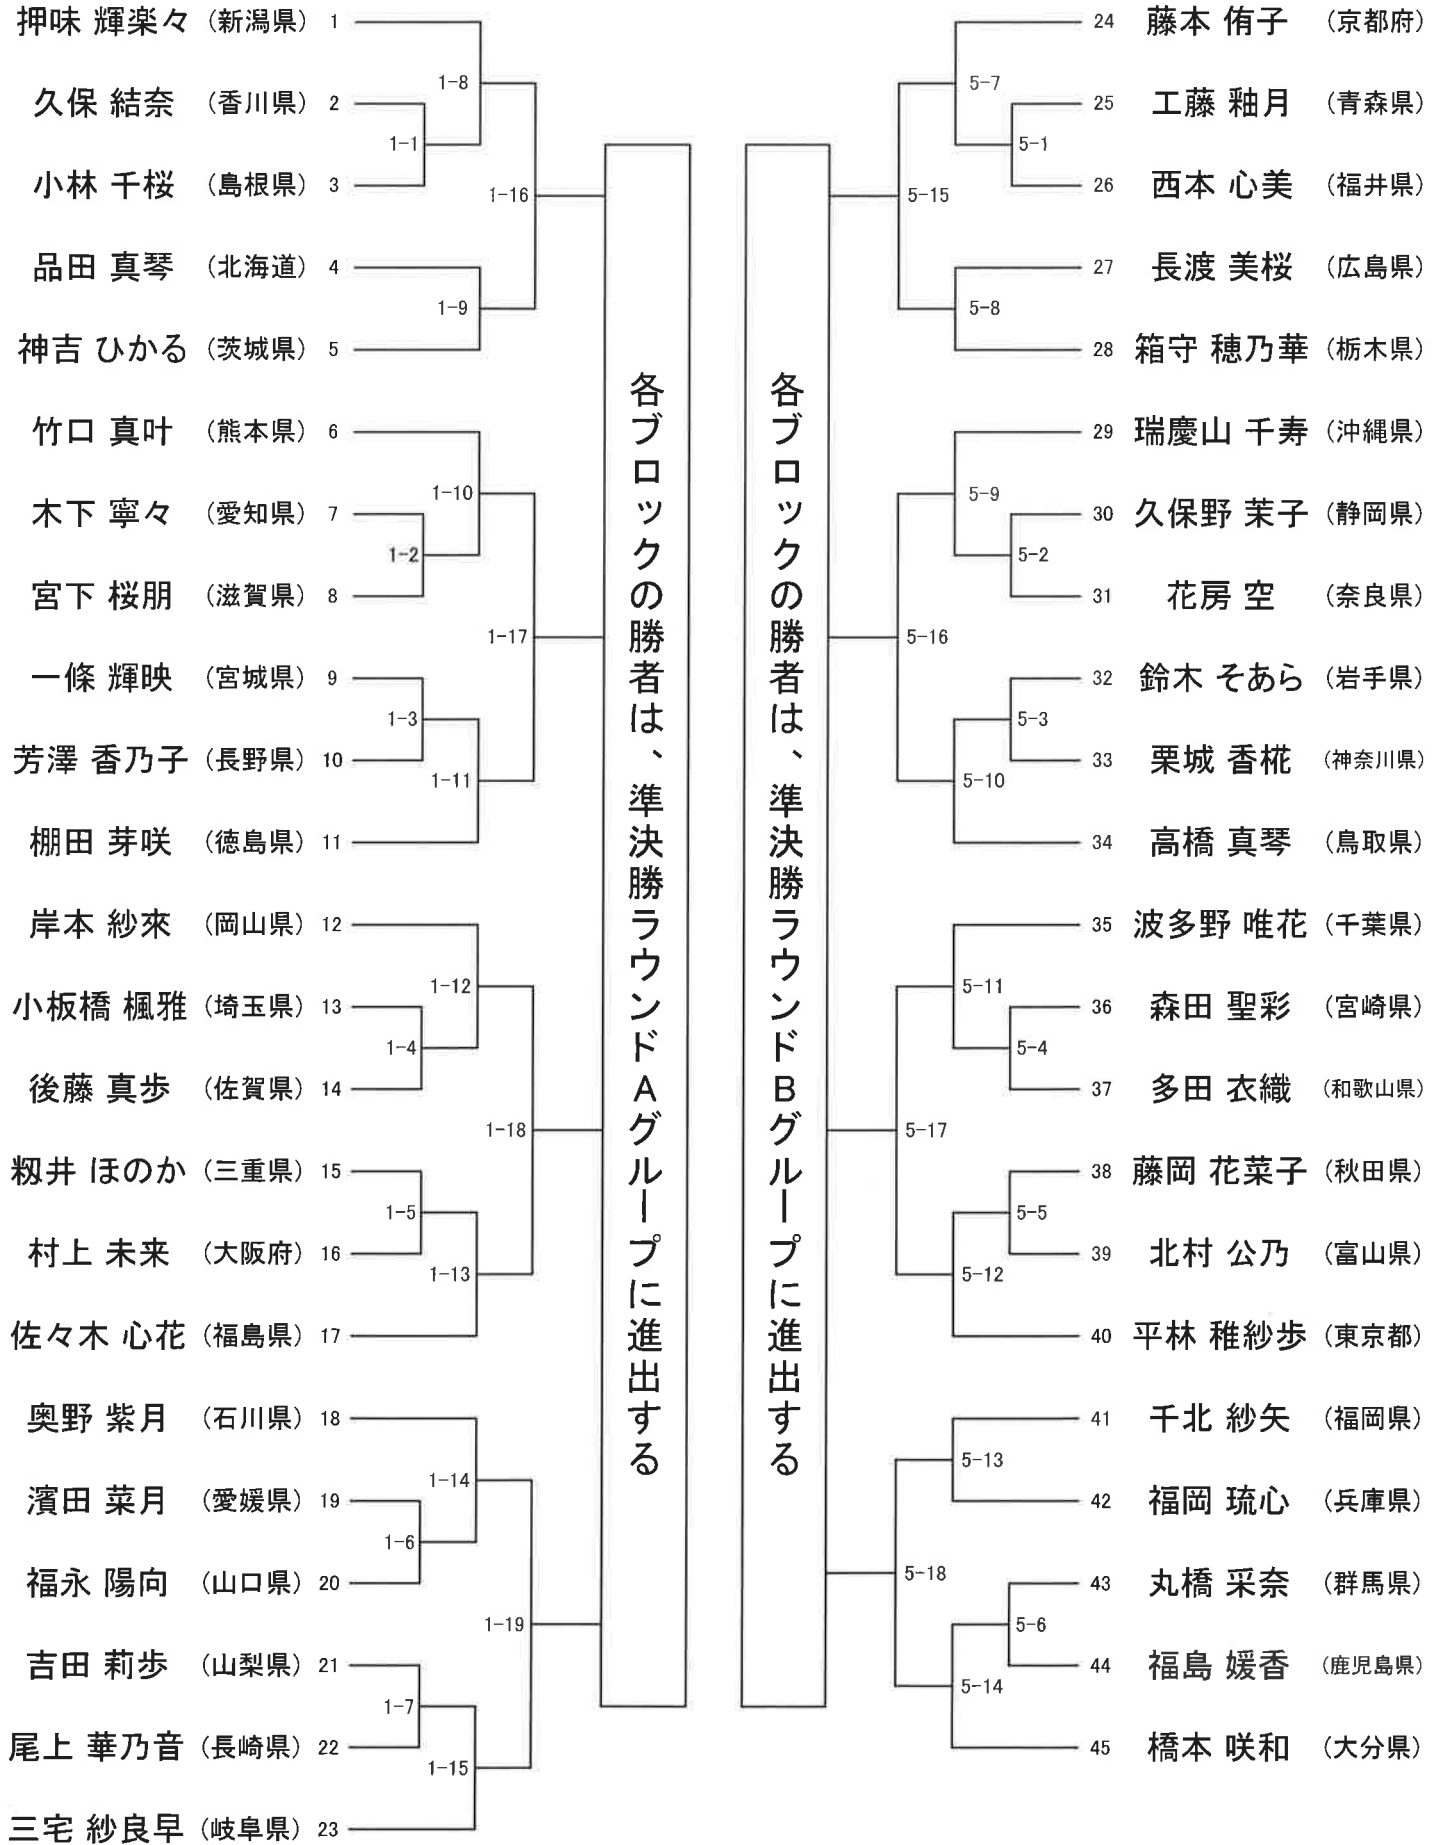 押味 輝楽々 (新潟県) 1
久保 結奈 (香川県) 2
小林 千桜 (島根県) 3
品田 真琴 (北海道) 4
神吉 ひかる (茨城県) 5
竹口 真叶 (熊本県) 6
木下 寧々 (愛知県) 7
宮下 桜朋 (滋賀県) 8
一條 輝映 (宮城県) 9
芳澤 香乃子 (長野県) 10
棚田 芽咲 (徳島県) 11
岸本 紗來 (岡山県) 12
小板橋 楓雅 (埼玉県) 13
後藤 真歩 (佐賀県) 14
籾井 ほのか (三重県) 15
村上 未来 (大阪府) 16
佐々木 心花 (福島県) 17
奥野 紫月 (石川県) 18
濱田 菜月 (愛媛県) 19
福永 陽向 (山口県) 20
吉田 莉歩 (山梨県) 21
尾上 華乃音 (長崎県) 22
三宅 紗良早 (岐阜県) 23
1-1
1-2
1-3
1-4
1-5
1-6
1-7
1-8
1-9
1-10
1-11
1-12
1-13
1-14
1-15
1-16
1-17
1-18
1-19
各ブロックの勝者は、準決勝ラウンドAグループに進出する
各ブロックの勝者は、準決勝ラウンドBグループに進出する
5-15
5-16
5-17
5-18
5-7
5-8
5-9
5-10
5-11
5-12
5-13
5-14
5-1
5-2
5-3
5-4
5-5
5-6
24 藤本 侑子 (京都府)
25 工藤 釉月 (青森県)
26 西本 心美 (福井県)
27 長渡 美桜 (広島県)
28 箱守 穂乃華 (栃木県)
29 瑞慶山 千寿 (沖縄県)
30 久保野 茉子 (静岡県)
31 花房 空 (奈良県)
32 鈴木 そあら (岩手県)
33 栗城 香椛 (神奈川県)
34 高橋 真琴 (鳥取県)
35 波多野 唯花 (千葉県)
36 森田 聖彩 (宮崎県)
37 多田 衣織 (和歌山県)
38 藤岡 花菜子 (秋田県)
39 北村 公乃 (富山県)
40 平林 稚紗歩 (東京都)
41 千北 紗矢 (福岡県)
42 福岡 琉心 (兵庫県)
43 丸橋 采奈 (群馬県)
44 福島 媛香 (鹿児島県)
45 橋本 咲和 (大分県)